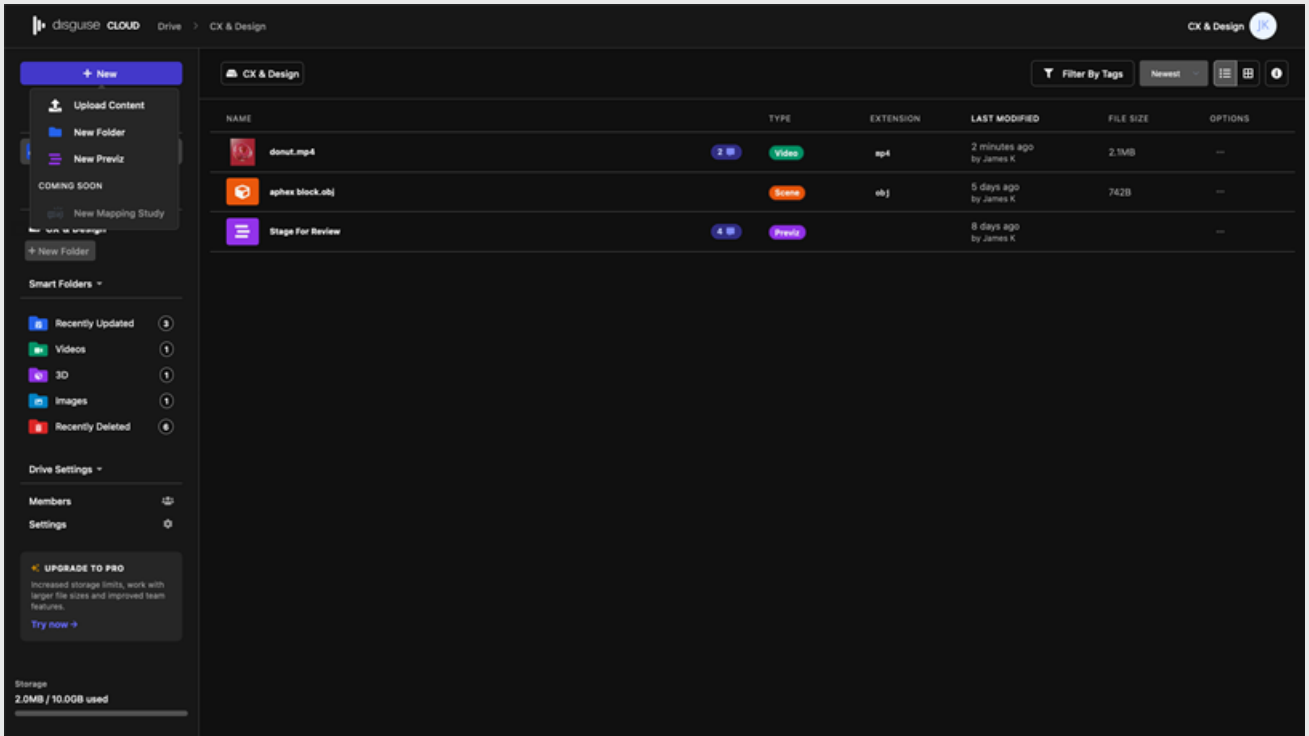 disguise CLOUD Drive > CX & Design
CX & Design JK
+ New
Upload Content
New Folder
New Previz
COMING SOON
New Mapping Study
CX & Design
+ New Folder
Smart Folders
Recently Updated 3
Videos 1
3D 1
Images 1
Recently Deleted 6
Drive Settings
Members
Settings
UPGRADE TO PRO
Increased storage limits, work with
larger file sizes and improved team
features.
Try now →
Storage
2.0MB / 10.0GB used
CX & Design
Filter By Tags Newest
NAME TYPE EXTENSION LAST MODIFIED FILE SIZE OPTIONS
donut.mp4 2 Video mp4 2 minutes ago 2.1MB
by James K
aphex block.obj Scene obj 5 days ago 742B
by James K
Stage For Review 4 Previz 8 days ago
by James K